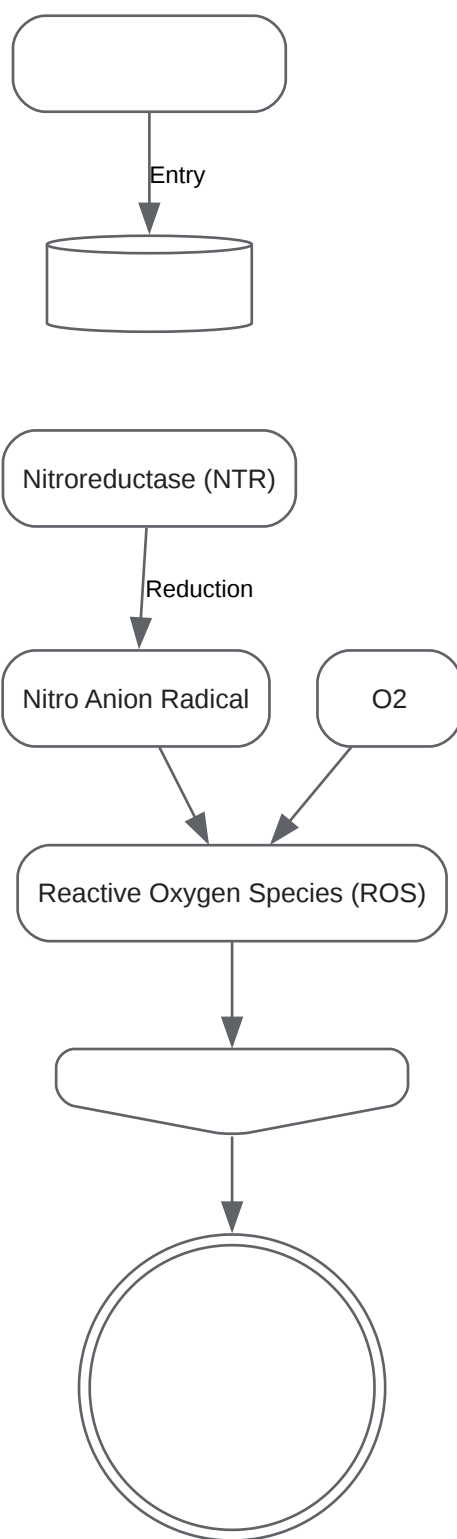 Entry
Nitroreductase (NTR)
Reduction
Nitro Anion Radical
O2
Reactive Oxygen Species (ROS)